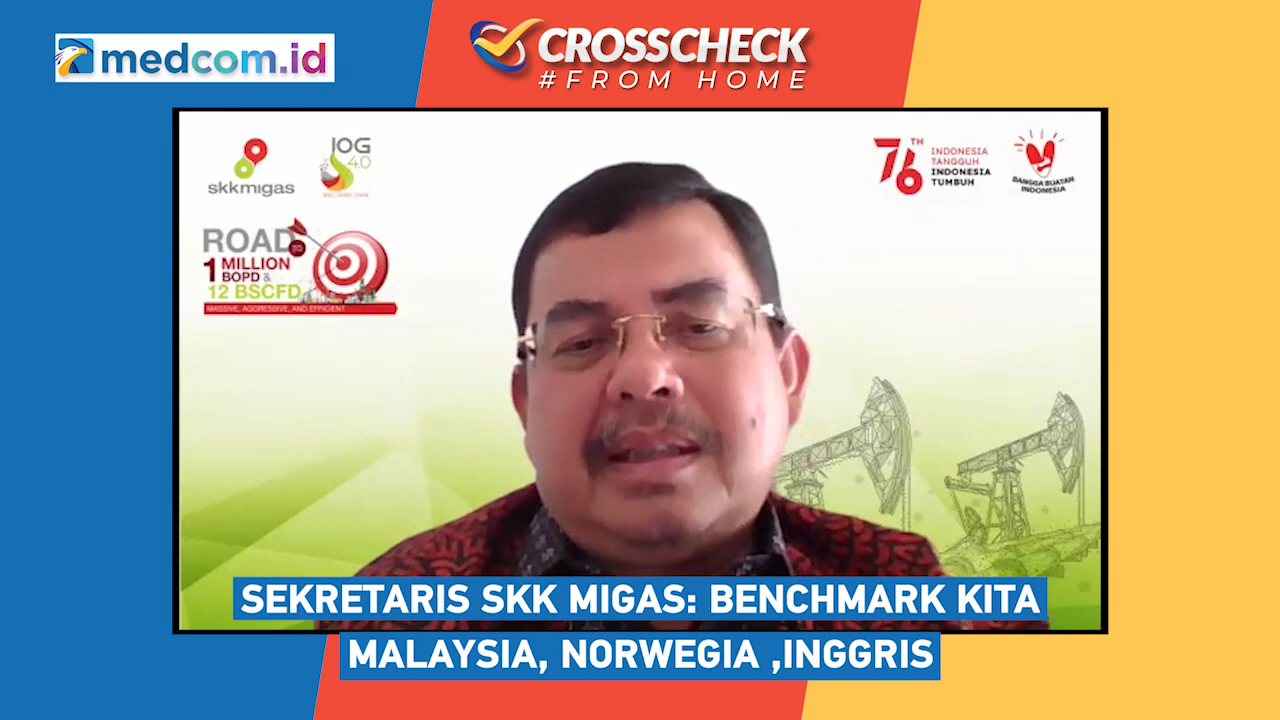 medcom.id
CROSSCHECK
#FROM HOME
skkmigas
IOG
4.0
76TH
INDONESIA
TANGGUH
INDONESIA
TUMBUH
BANGGA BUATAN
INDONESIA
ROAD TO
1 MILLION
BOPD &
12 BSCFD
MASSIVE, AGGRESSIVE, AND EFFICIENT
SEKRETARIS SKK MIGAS: BENCHMARK KITA
MALAYSIA, NORWEGIA ,INGGRIS